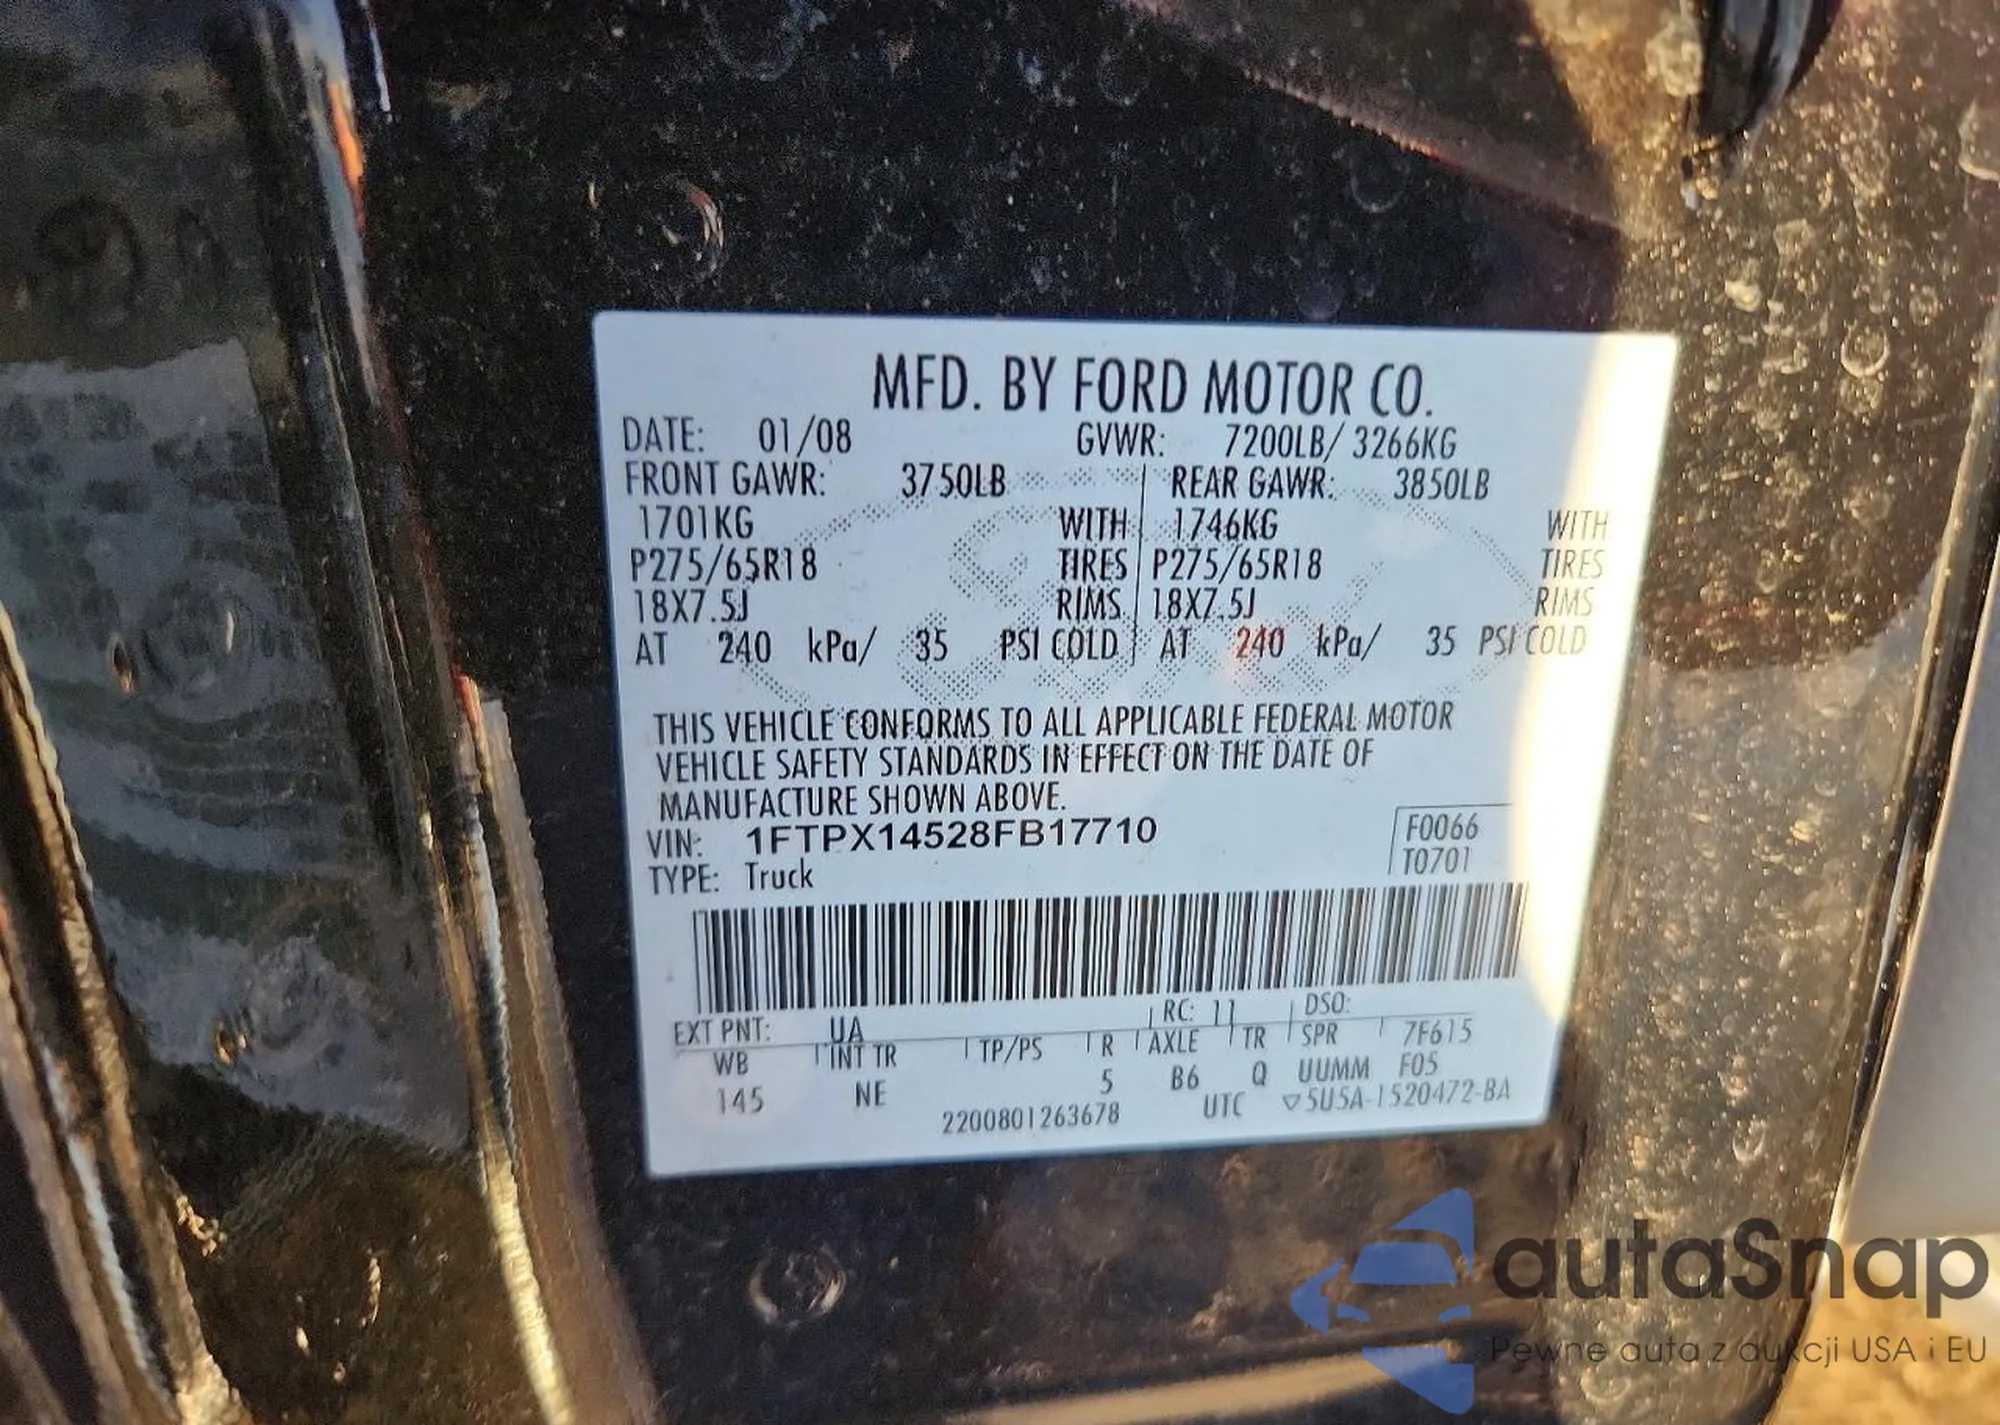 MFD. BY FORD MOTOR CO.
DATE: 01/08 GVWR: 7200LB/ 3266KG
FRONT GAWR: 3750LB REAR GAWR: 3850LB
1701KG WITH 1746KG WITH
P275/65R18 TIRES P275/65R18 TIRES
18X7.5J RIMS 18X7.5J RIMS
AT 240 kPa/ 35 PSI COLD AT 240 kPa/ 35 PSI COLD
THIS VEHICLE CONFORMS TO ALL APPLICABLE FEDERAL MOTOR
VEHICLE SAFETY STANDARDS IN EFFECT ON THE DATE OF
MANUFACTURE SHOWN ABOVE.
VIN: 1FTPX14528FB17710 F0066
TYPE: Truck T0701
EXT PNT: UA RC: 11 DSO:
WB INT TR TP/PS R AXLE TR SPR 7F615
145 NE 5 B6 Q UUMM F05
2200801263678 UTC ▽5U5A-1520472-BA
autaSnap
Pewne auta z aukcji USA i EU